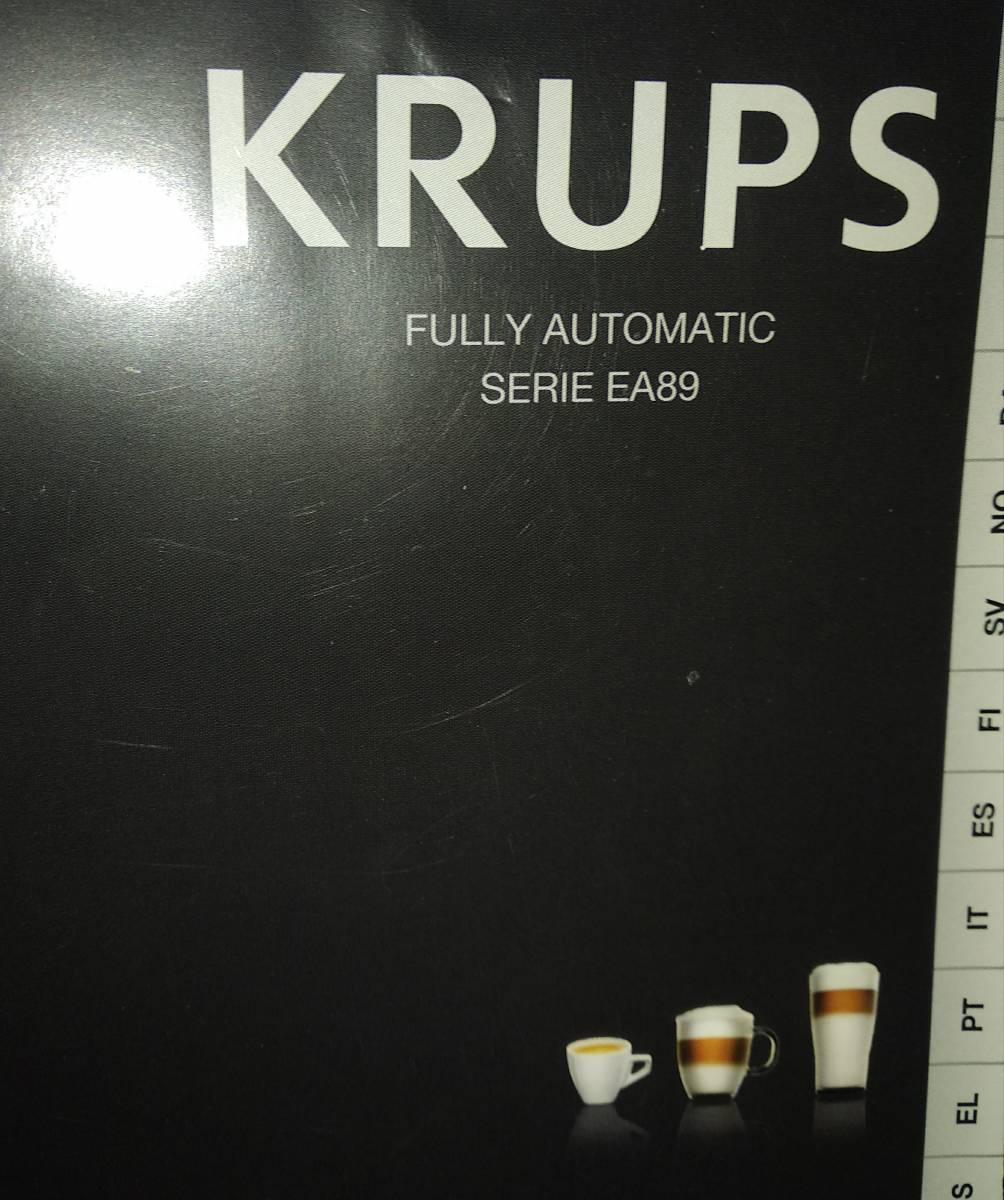 KRUPS
FULLY AUTOMATIC
SERIE EA89
NO
SV
FI
ES
IT
PT
EL